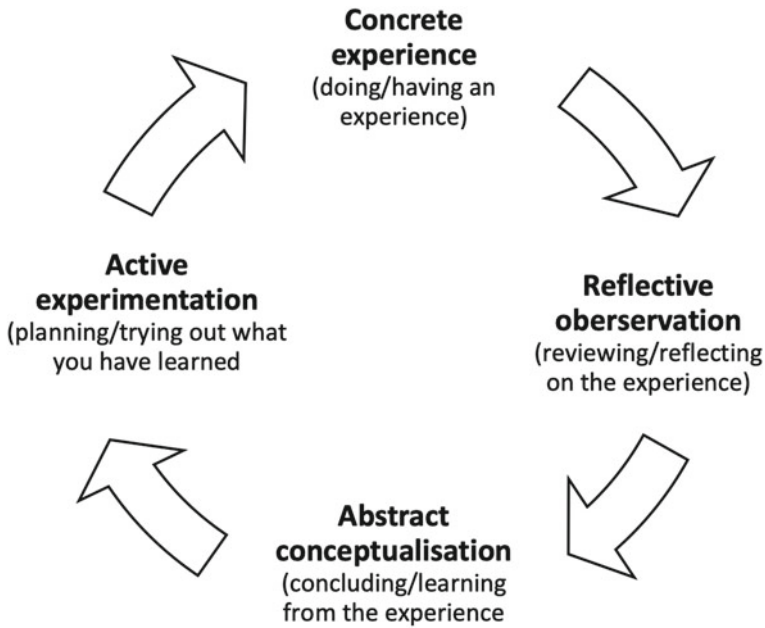 Concrete
experience
(doing/having an
experience)
Reflective
oberservation
(reviewing/reflecting
on the experience)
Abstract
conceptualisation
(concluding/learning
from the experience
Active
experimentation
(planning/trying out what
you have learned